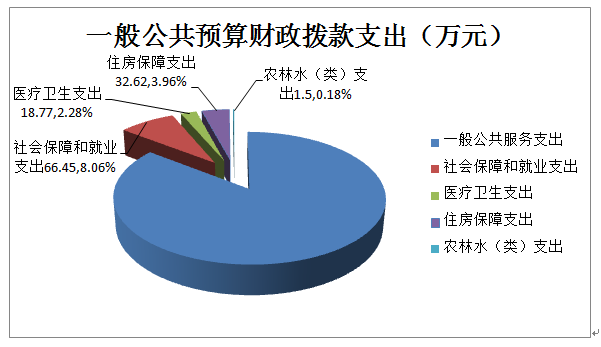 一般公共预算财政拨款支出（万元）
住房保障支出
32.62,3.96%
农林水（类）支
出1.5,0.18%
医疗卫生支出
18.77,2.28%
社会保障和就业
支出66.45,8.06%
一般公共服务支出
社会保障和就业支出
医疗卫生支出
住房保障支出
农林水（类）支出